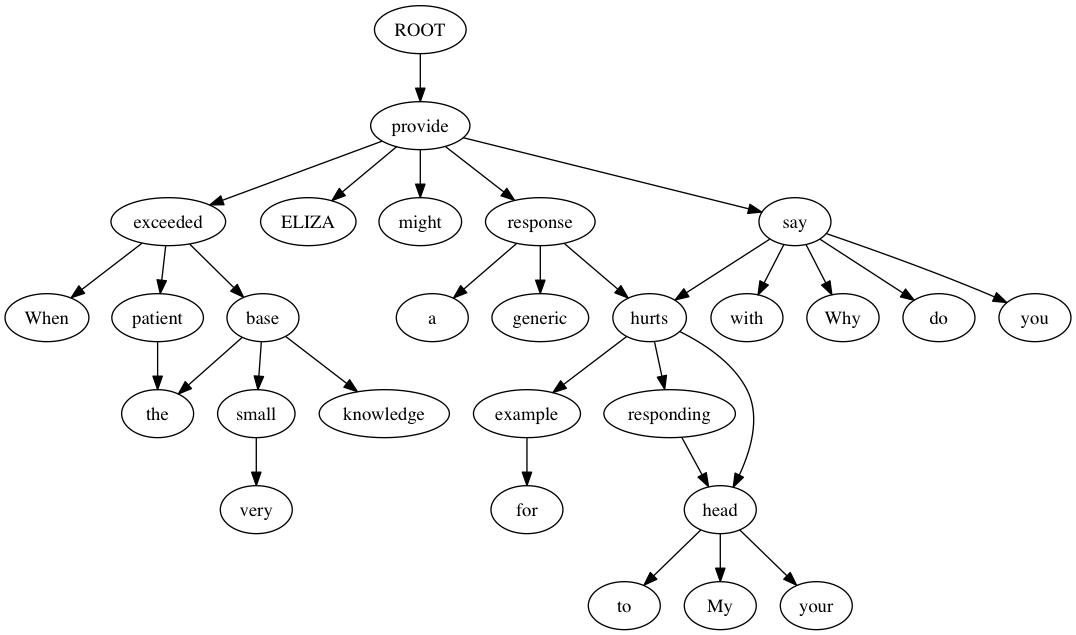 ROOT
provide
exceeded ELIZA might response say
When patient base a generic hurts with Why do you
the small knowledge example responding
very for head
to My your